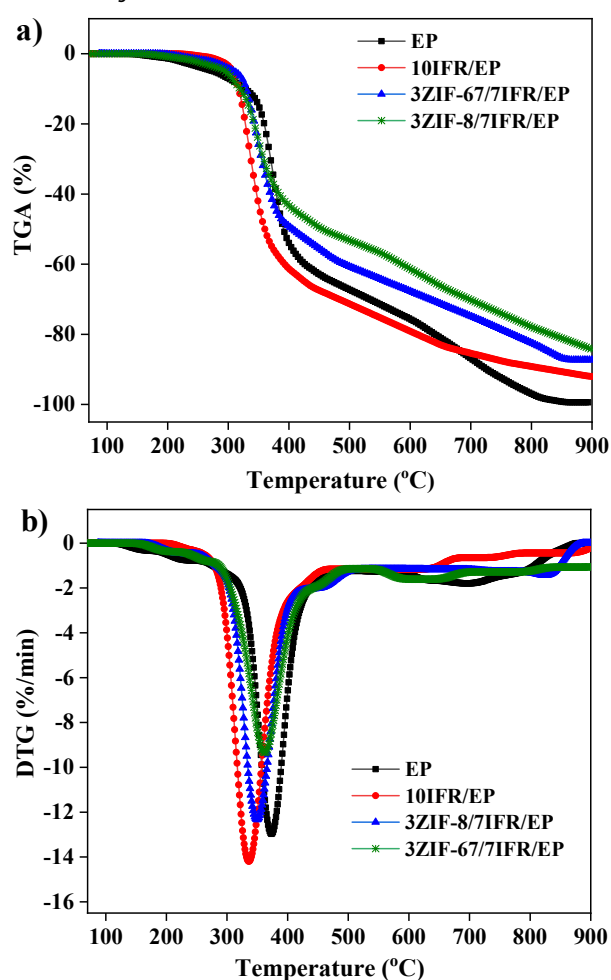 a)
EP
10IFR/EP
3ZIF-67/7IFR/EP
3ZIF-8/7IFR/EP
TGA (%)
0
-20
-40
-60
-80
-100
100 200 300 400 500 600 700 800 900
Temperature (°C)
b)
EP
10IFR/EP
3ZIF-8/7IFR/EP
3ZIF-67/7IFR/EP
DTG (%/min)
0
-2
-4
-6
-8
-10
-12
-14
-16
100 200 300 400 500 600 700 800 900
Temperature (°C)